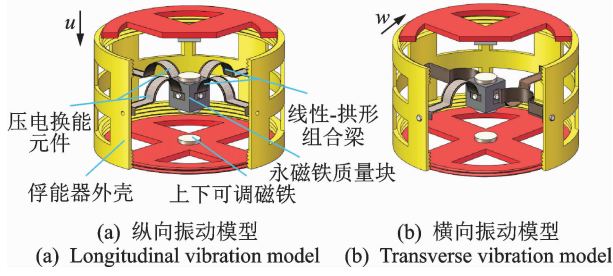 u
w
压电换能
元件
俘能器外壳
线性-拱形
组合梁
永磁铁质量块
上下可调磁铁
(a) 纵向振动模型
(a) Longitudinal vibration model
(b) 横向振动模型
(b) Transverse vibration model